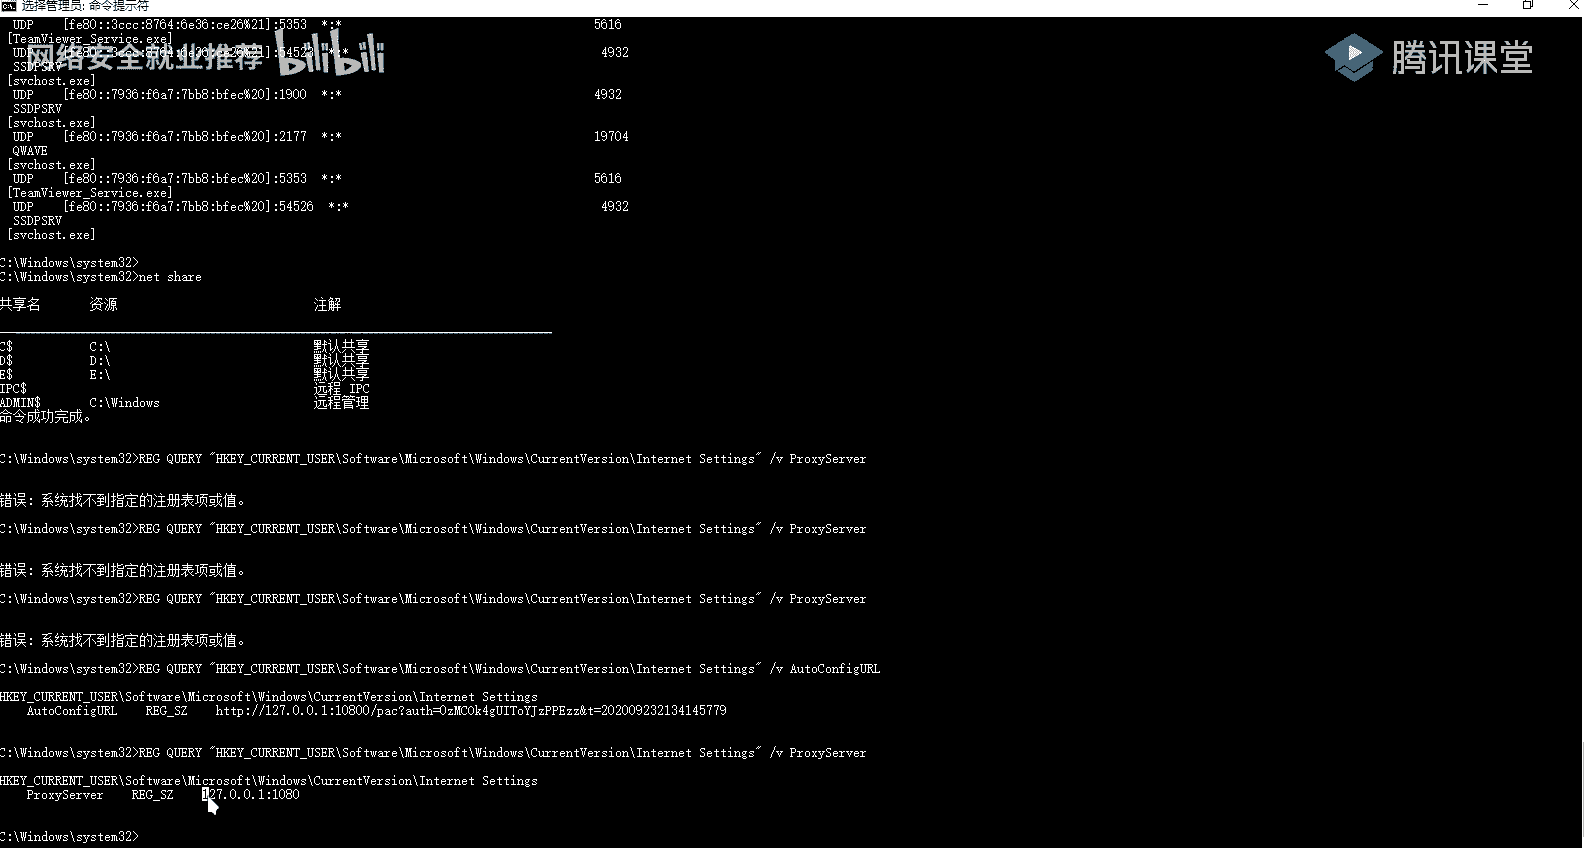 选择管理员: 命令提示符
UDP [fe80::3ccc:8764:6e36:ce26%21]:5353 *:* 5616
[TeamViewer_Service.exe]
UDP [fe80::3ccc:8764:6e36:ce26%21]:54523 *:* 4932
网络安全就业推荐 bilibili
腾讯课堂
SSDPSRV
[svchost.exe]
UDP [fe80::7936:f6a7:7bb8:bfec%20]:1900 *:* 4932
SSDPSRV
[svchost.exe]
UDP [fe80::7936:f6a7:7bb8:bfec%20]:2177 *:* 19704
QWAVE
[svchost.exe]
UDP [fe80::7936:f6a7:7bb8:bfec%20]:5353 *:* 5616
[TeamViewer_Service.exe]
UDP [fe80::7936:f6a7:7bb8:bfec%20]:54526 *:* 4932
SSDPSRV
[svchost.exe]
C:\Windows\system32>
C:\Windows\system32>net share
共享名 资源 注解
C$ C:\ 默认共享
D$ D:\ 默认共享
E$ E:\ 默认共享
IPC$ 远程 IPC
ADMIN$ C:\Windows 远程管理
命令成功完成。
C:\Windows\system32>REG QUERY "HKEY_CURRENT_USER\Software\Microsoft\Windows\CurrentVersion\Internet Settings" /v ProxyServer
错误: 系统找不到指定的注册表项或值。
C:\Windows\system32>REG QUERY "HKEY_CURRENT_USER\Software\Microsoft\Windows\CurrentVersion\Internet Settings" /v ProxyServer
错误: 系统找不到指定的注册表项或值。
C:\Windows\system32>REG QUERY "HKEY_CURRENT_USER\Software\Microsoft\Windows\CurrentVersion\Internet Settings" /v ProxyServer
错误: 系统找不到指定的注册表项或值。
C:\Windows\system32>REG QUERY "HKEY_CURRENT_USER\Software\Microsoft\Windows\CurrentVersion\Internet Settings" /v AutoConfigURL
HKEY_CURRENT_USER\Software\Microsoft\Windows\CurrentVersion\Internet Settings
AutoConfigURL REG_SZ http://127.0.0.1:10800/pac?auth=OzMCOk4gUIToYJzPPEzz&t=202009232134145779
C:\Windows\system32>REG QUERY "HKEY_CURRENT_USER\Software\Microsoft\Windows\CurrentVersion\Internet Settings" /v ProxyServer
HKEY_CURRENT_USER\Software\Microsoft\Windows\CurrentVersion\Internet Settings
ProxyServer REG_SZ 127.0.0.1:1080
C:\Windows\system32>